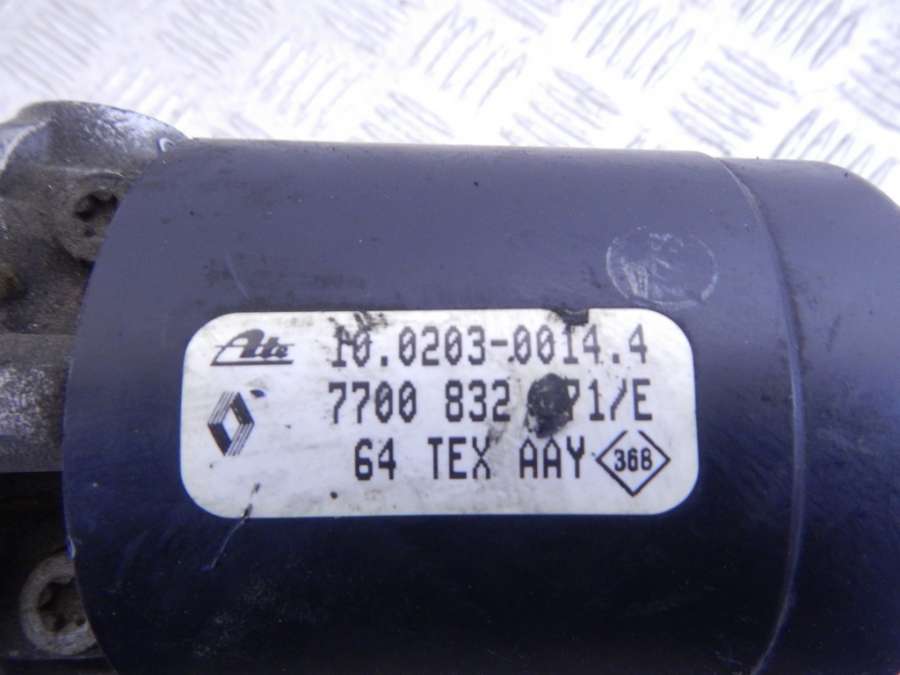 Ate 10.0203-0014.4
7700 832
64 TEX AAY 368